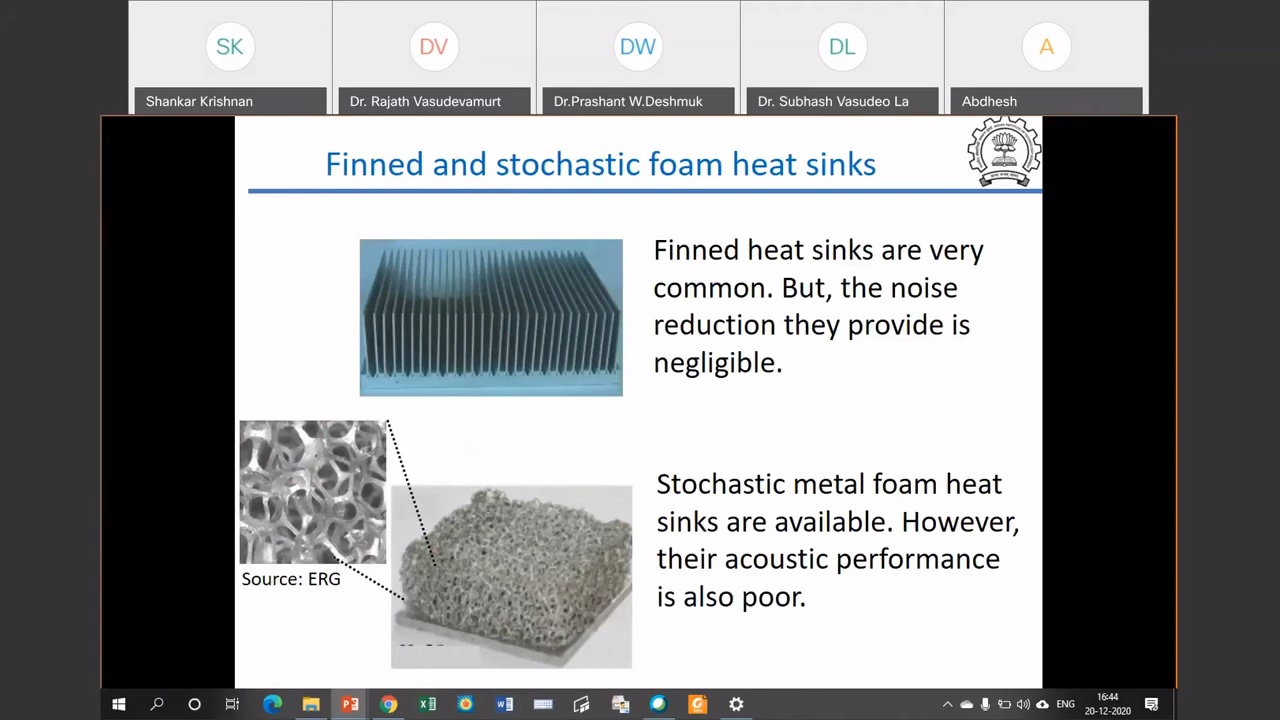 SK
DV
DW
DL
A
Shankar Krishnan
Dr. Rajath Vasudevamurt
Dr.Prashant W.Deshmuk
Dr. Subhash Vasudeo La
Abdhesh
Finned and stochastic foam heat sinks
Finned heat sinks are very
common. But, the noise
reduction they provide is
negligible.
Source: ERG
Stochastic metal foam heat
sinks are available. However,
their acoustic performance
is also poor.
ENG
16:44
20-12-2020